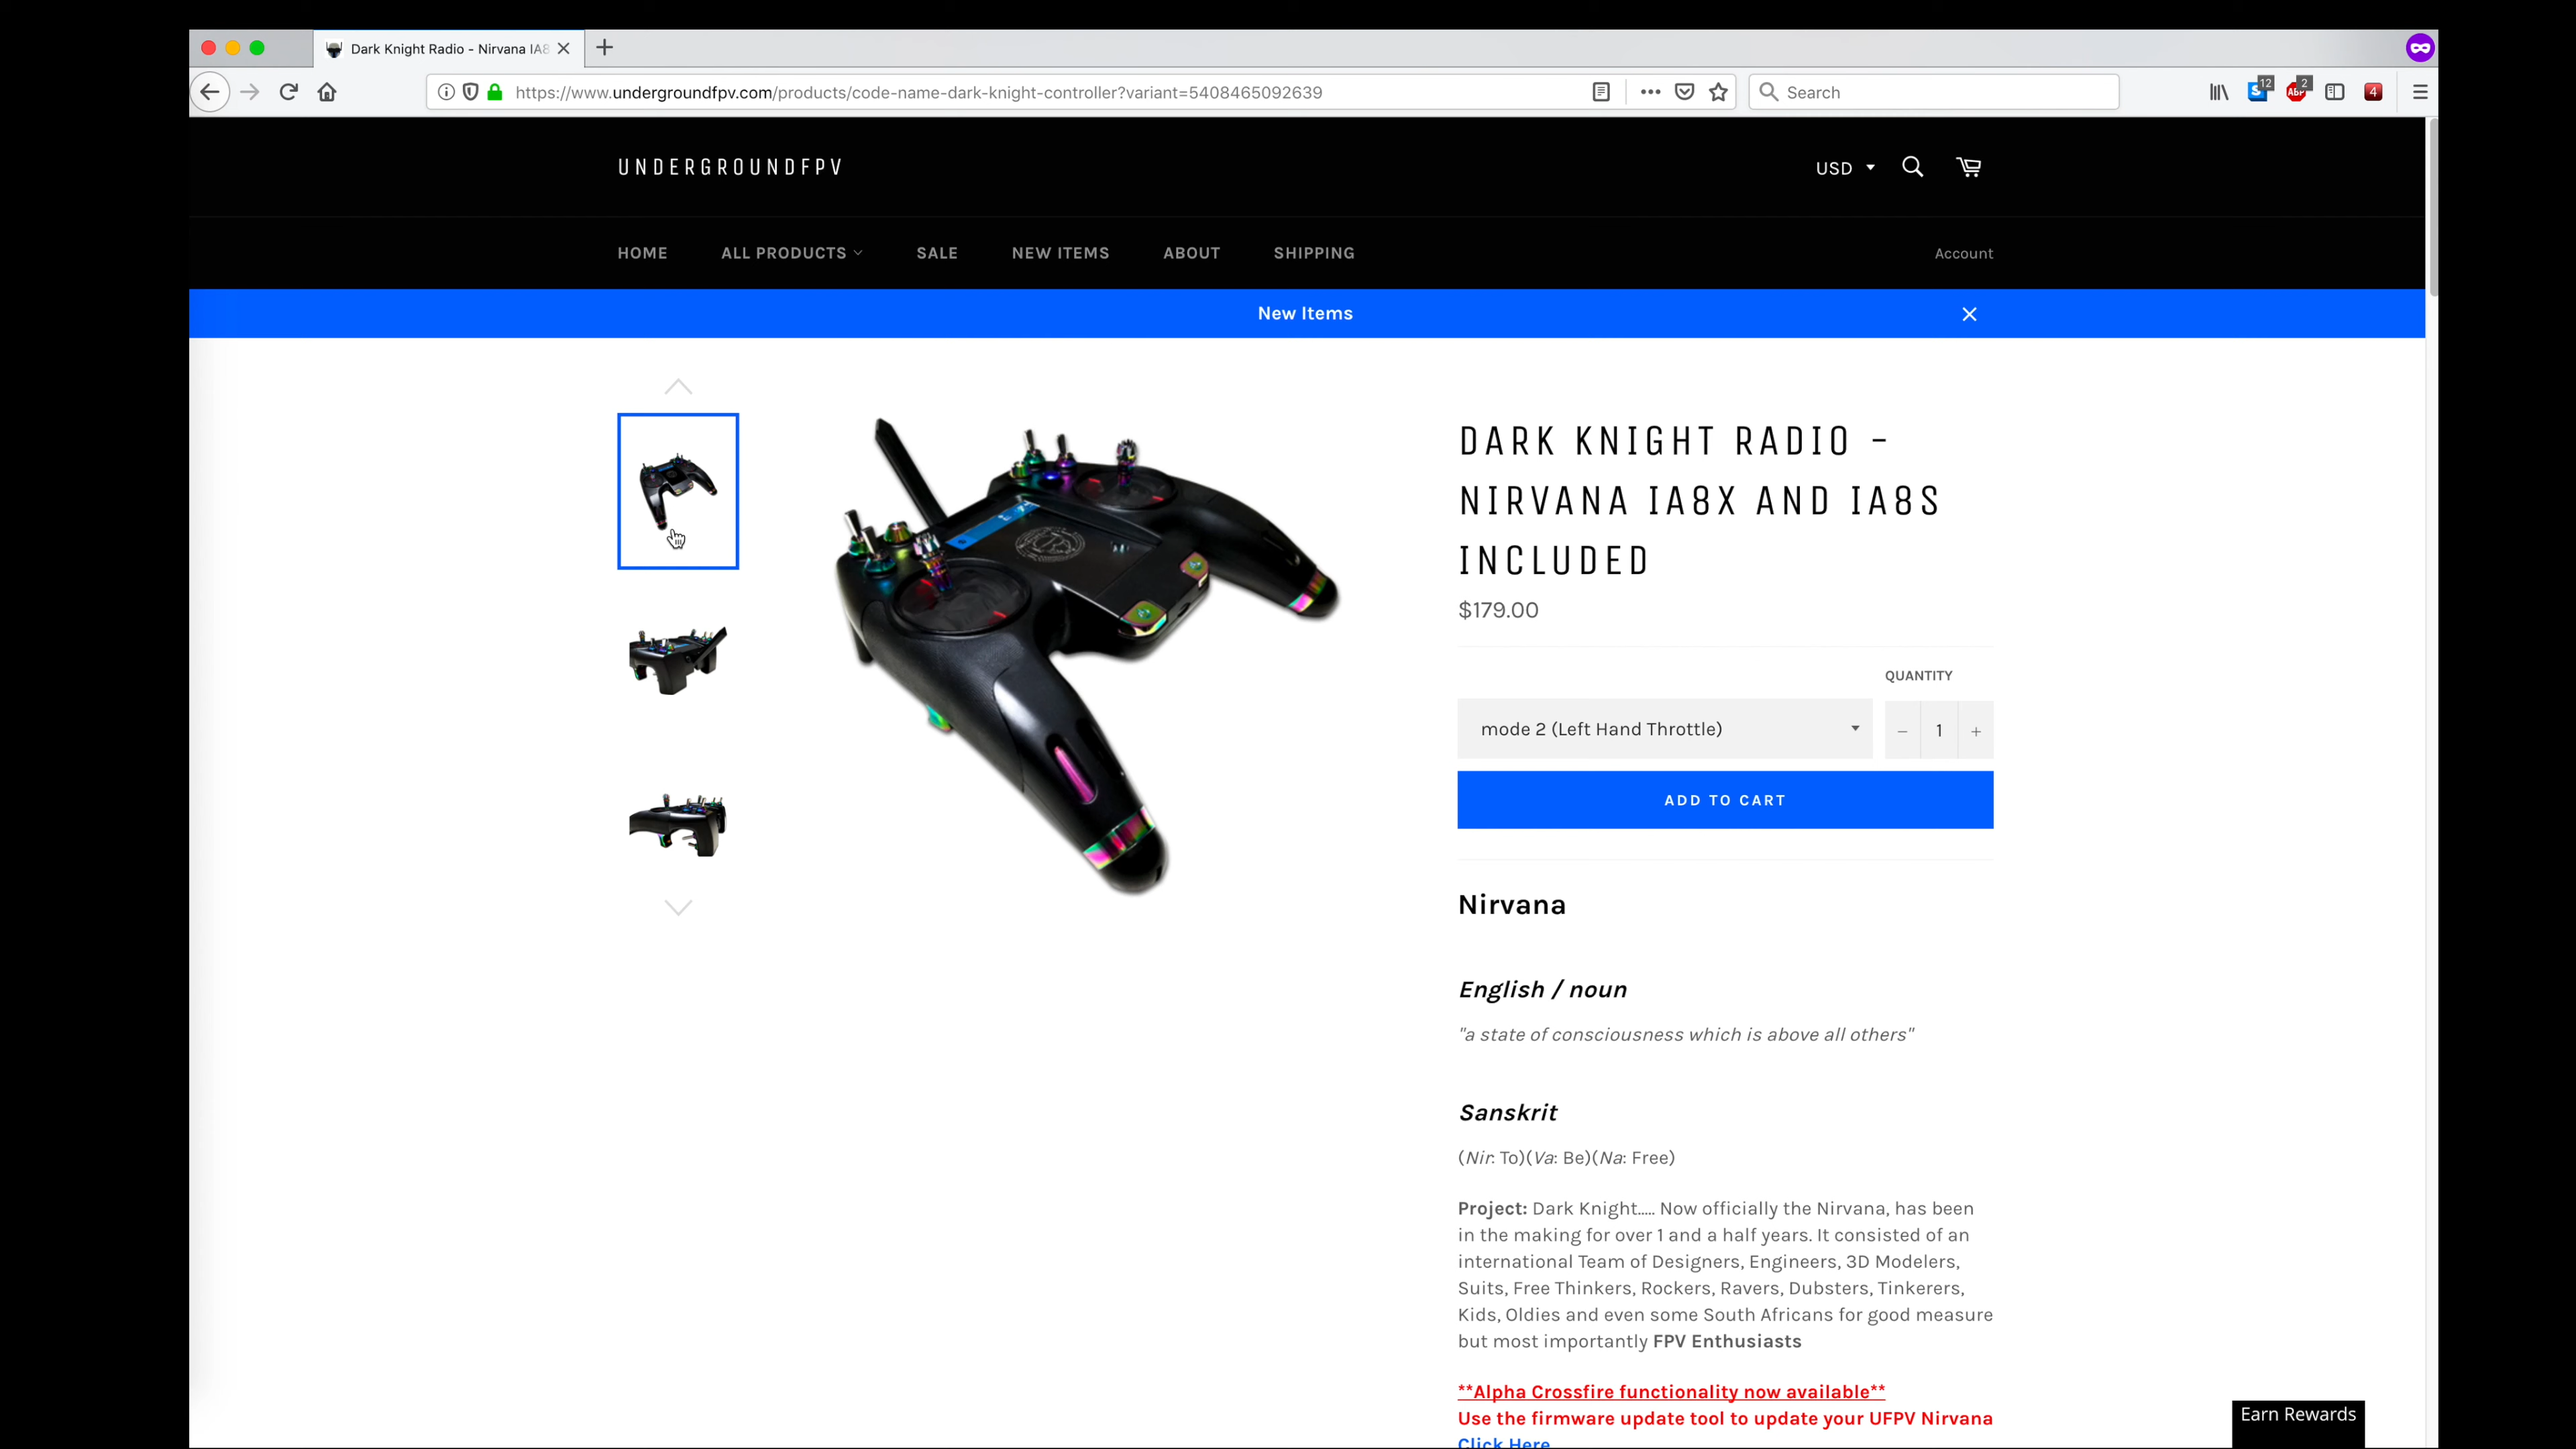 Dark Knight Radio - Nirvana IA8
https://www.undergroundfpv.com/products/code-name-dark-knight-controller?variant=5408465092639
Search
12
ABP
2
4
UNDERGROUNDFPV
USD
HOME
ALL PRODUCTS
SALE
NEW ITEMS
ABOUT
SHIPPING
Account
New Items
DARK KNIGHT RADIO -
NIRVANA IA8X AND IA8S
INCLUDED
$179.00
QUANTITY
mode 2 (Left Hand Throttle)
− 1 +
ADD TO CART
Nirvana
English / noun
"a state of consciousness which is above all others"
Sanskrit
(Nir: To)(Va: Be)(Na: Free)
Project: Dark Knight..... Now officially the Nirvana, has been
in the making for over 1 and a half years. It consisted of an
international Team of Designers, Engineers, 3D Modelers,
Suits, Free Thinkers, Rockers, Ravers, Dubsters, Tinkerers,
Kids, Oldies and even some South Africans for good measure
but most importantly FPV Enthusiasts
**Alpha Crossfire functionality now available**
Use the firmware update tool to update your UFPV Nirvana
Click Here
Earn Rewards